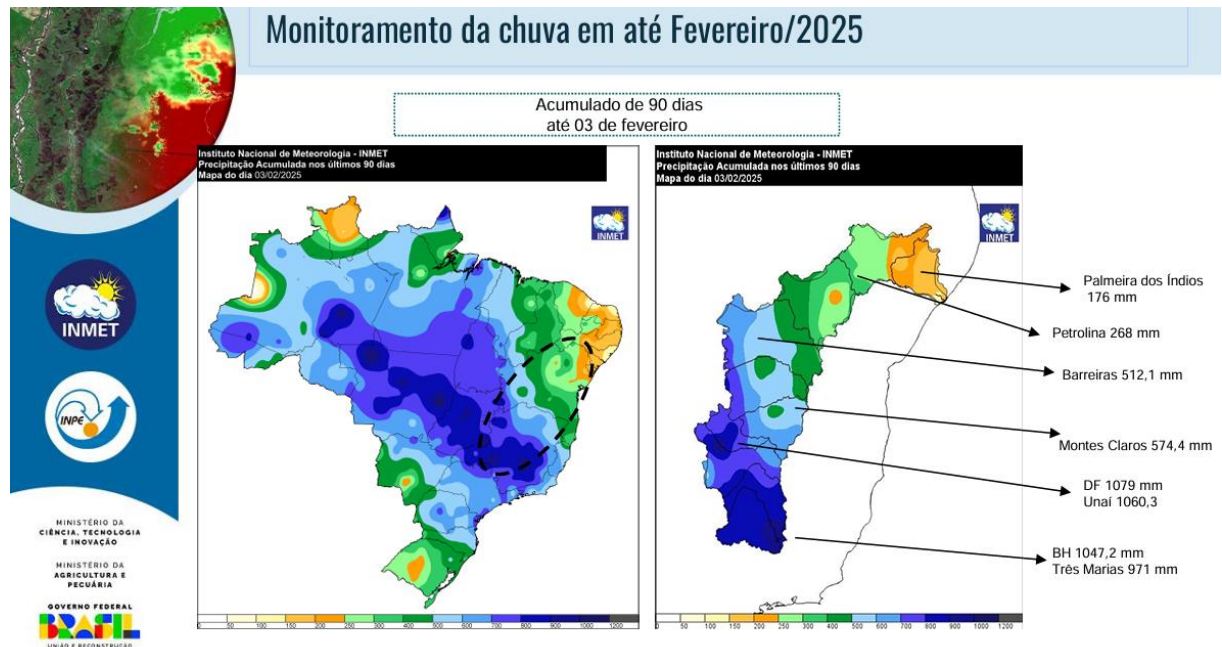 Monitoramento da chuva em até Fevereiro/2025
Acumulado de 90 dias
até 03 de fevereiro
Instituto Nacional de Meteorologia - INMET
Precipitação Acumulada nos últimos 90 dias
Mapa do dia 03/02/2025
INMET
0 50 100 150 200 250 300 400 500 600 700 800 900 1000 1200
Instituto Nacional de Meteorologia - INMET
Precipitação Acumulada nos últimos 90 dias
Mapa do dia 03/02/2025
INMET
0 50 100 150 200 250 300 400 500 600 700 800 900 1000 1200
Palmeira dos Índios
176 mm
Petrolina 268 mm
Barreiras 512,1 mm
Montes Claros 574,4 mm
DF 1079 mm
Unaí 1060,3
BH 1047,2 mm
Três Marias 971 mm
INMET
INPE
MINISTÉRIO DA
CIÊNCIA, TECNOLOGIA
E INOVAÇÃO
MINISTÉRIO DA
AGRICULTURA E
PECUÁRIA
GOVERNO FEDERAL
BRASIL
UNIÃO E RECONSTRUÇÃO